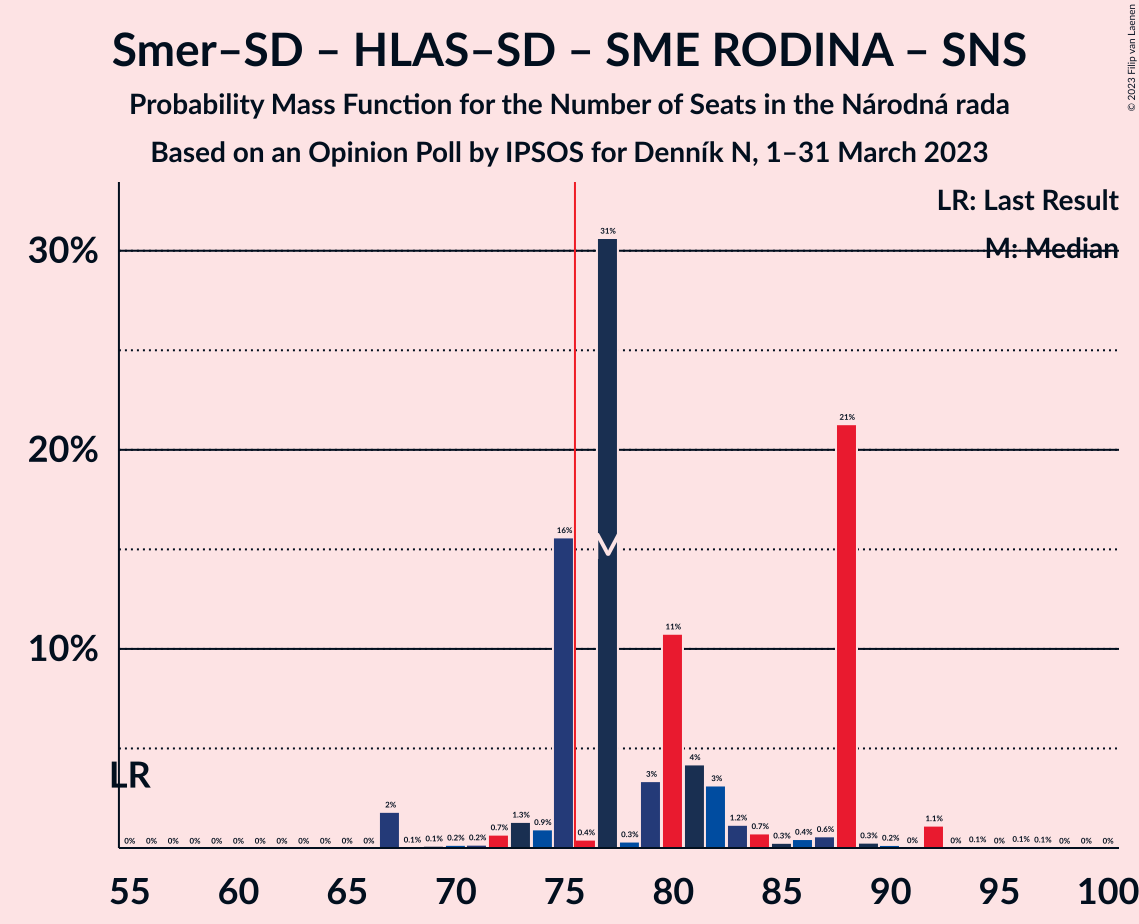 Smer–SD – HLAS–SD – SME RODINA – SNS
Probability Mass Function for the Number of Seats in the Národná rada
Based on an Opinion Poll by IPSOS for Denník N, 1–31 March 2023
© 2023 Filip van Laenen
LR: Last Result
M: Median
30%
20%
10%
LR
M
0% 0% 0% 0% 0% 0% 0% 0% 0% 0% 0% 0% 2% 0.1% 0.1% 0.2% 0.2% 0.7% 1.3% 0.9% 16% 0.4% 31% 0.3% 3% 11% 4% 3% 1.2% 0.7% 0.3% 0.4% 0.6% 21% 0.3% 0.2% 0% 1.1% 0% 0.1% 0% 0.1% 0.1% 0% 0% 0%
55 60 65 70 75 80 85 90 95 100